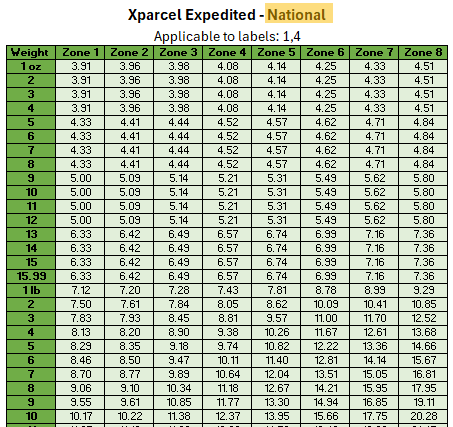 Xparcel Expedited - National
Applicable to labels: 1,4
Weight Zone 1 Zone 2 Zone 3 Zone 4 Zone 5 Zone 6 Zone 7 Zone 8
1 oz 3.91 3.96 3.98 4.08 4.14 4.25 4.33 4.51
2 3.91 3.96 3.98 4.08 4.14 4.25 4.33 4.51
3 3.91 3.96 3.98 4.08 4.14 4.25 4.33 4.51
4 3.91 3.96 3.98 4.08 4.14 4.25 4.33 4.51
5 4.33 4.41 4.44 4.52 4.57 4.62 4.71 4.84
6 4.33 4.41 4.44 4.52 4.57 4.62 4.71 4.84
7 4.33 4.41 4.44 4.52 4.57 4.62 4.71 4.84
8 4.33 4.41 4.44 4.52 4.57 4.62 4.71 4.84
9 5.00 5.09 5.14 5.21 5.31 5.49 5.62 5.80
10 5.00 5.09 5.14 5.21 5.31 5.49 5.62 5.80
11 5.00 5.09 5.14 5.21 5.31 5.49 5.62 5.80
12 5.00 5.09 5.14 5.21 5.31 5.49 5.62 5.80
13 6.33 6.42 6.49 6.57 6.74 6.99 7.16 7.36
14 6.33 6.42 6.49 6.57 6.74 6.99 7.16 7.36
15 6.33 6.42 6.49 6.57 6.74 6.99 7.16 7.36
15.99 6.33 6.42 6.49 6.57 6.74 6.99 7.16 7.36
1 lb 7.12 7.20 7.28 7.43 7.81 8.78 8.99 9.29
2 7.50 7.61 7.84 8.05 8.62 10.09 10.41 10.85
3 7.83 7.93 8.45 8.81 9.57 11.00 11.70 12.52
4 8.13 8.20 8.90 9.38 10.26 11.67 12.61 13.68
5 8.29 8.35 9.18 9.74 10.82 12.22 13.36 14.66
6 8.46 8.50 9.47 10.11 11.40 12.81 14.14 15.67
7 8.70 8.77 9.89 10.64 12.04 13.51 15.05 16.81
8 9.06 9.10 10.34 11.18 12.67 14.21 15.95 17.95
9 9.55 9.61 10.85 11.77 13.30 14.94 16.85 19.11
10 10.17 10.22 11.38 12.37 13.95 15.66 17.75 20.28